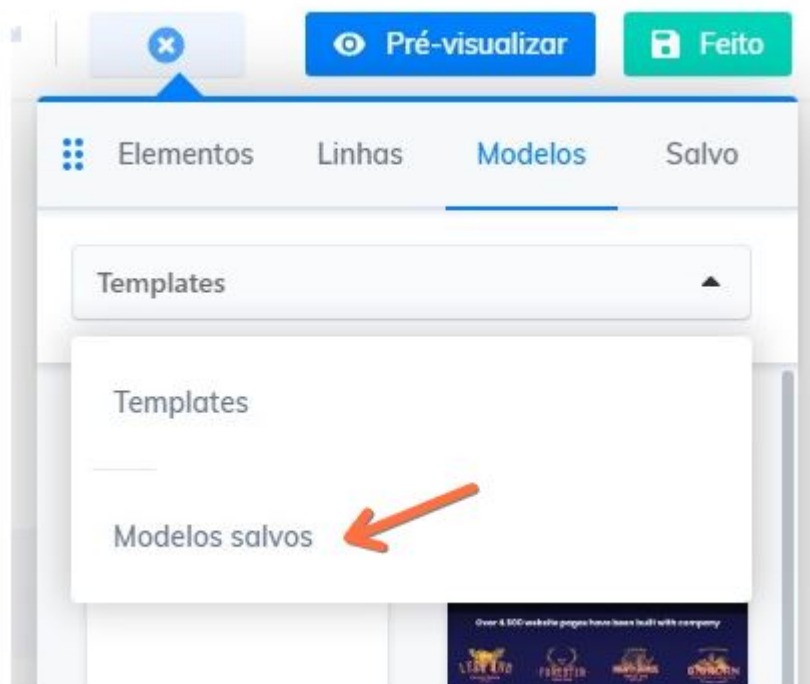 Pré-visualizar
Feito
Elementos Linhas Modelos Salvo
Templates
Templates
Modelos salvos
Over 4,500 website pages have been built with company